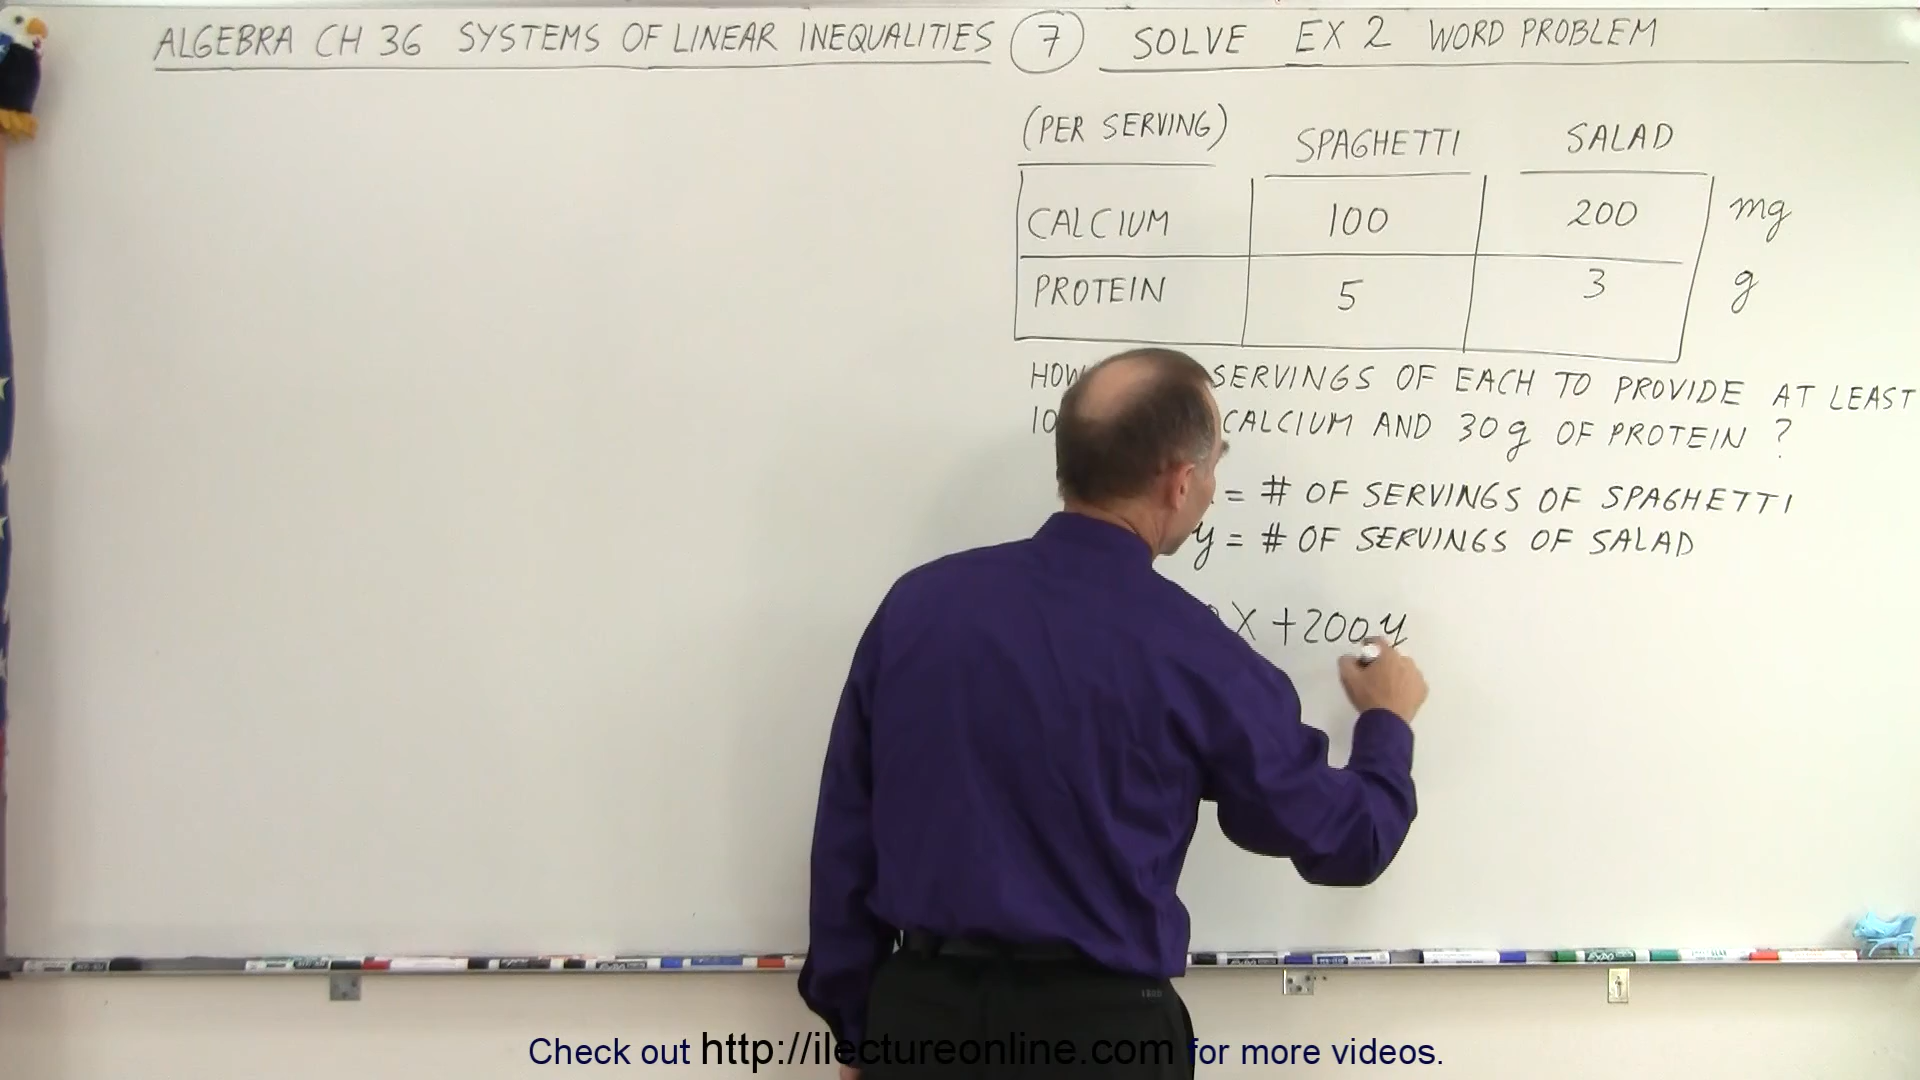 ALGEBRA CH 36 SYSTEMS OF LINEAR INEQUALITIES 7 SOLVE EX 2 WORD PROBLEM
(PER SERVING) SPAGHETTI SALAD
CALCIUM 100 200 mg
PROTEIN 5 3 g
HOW SERVINGS OF EACH TO PROVIDE AT LEAST
CALCIUM AND 30g OF PROTEIN ?
= # OF SERVINGS OF SPAGHETTI
y = # OF SERVINGS OF SALAD
X + 200y
Check out http://ilectureonline.com for more videos.